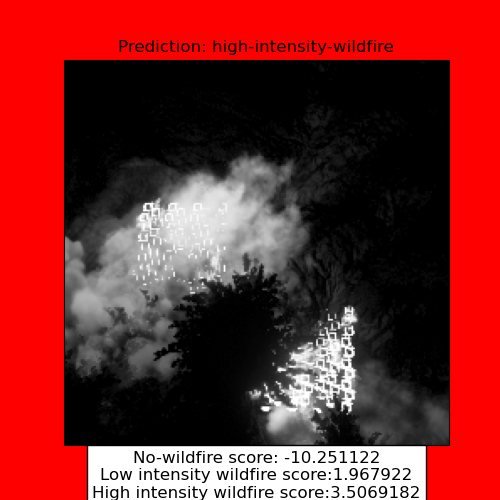 Prediction: high-intensity-wildfire
No-wildfire score: -10.251122
Low intensity wildfire score:1.967922
High intensity wildfire score:3.5069182